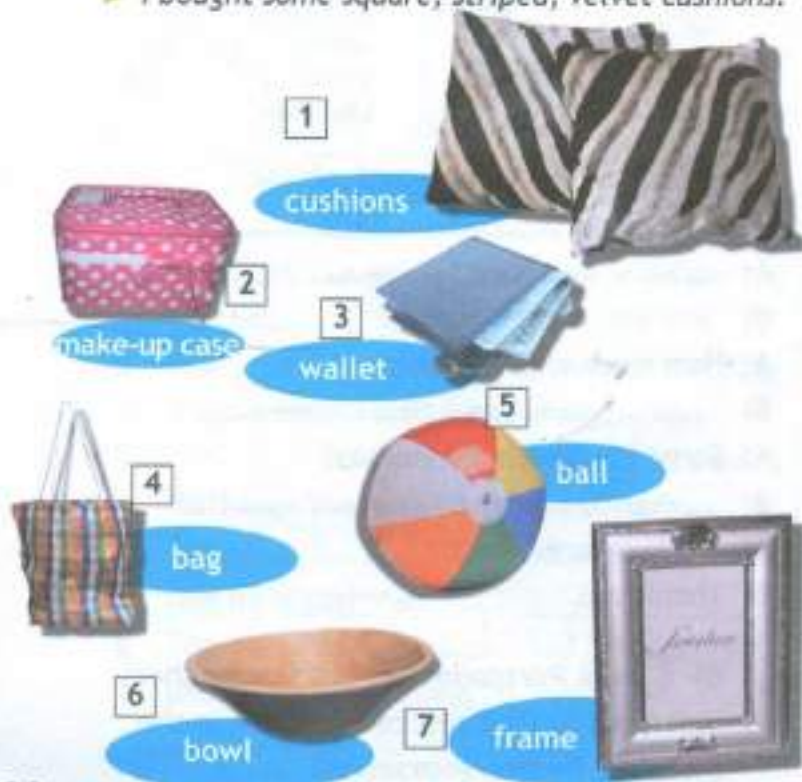 I bought some square, striped, velvet cushions.
1
cushions
2
make-up case
3
wallet
5
ball
4
bag
6
bowl
7
frame